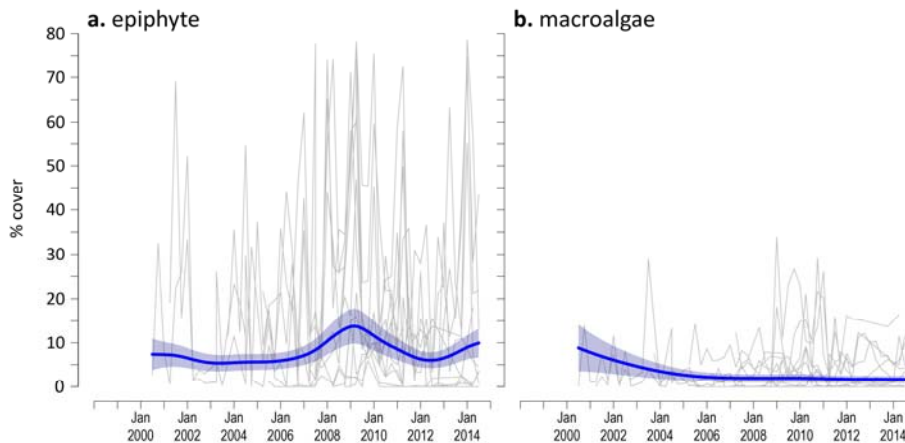 a. epiphyte
b. macroalgae
80
70
60
50
40
30
20
10
0
% cover
Jan 2000
Jan 2002
Jan 2004
Jan 2006
Jan 2008
Jan 2010
Jan 2012
Jan 2014
Jan 2000
Jan 2002
Jan 2004
Jan 2006
Jan 2008
Jan 2010
Jan 2012
Jan 2014